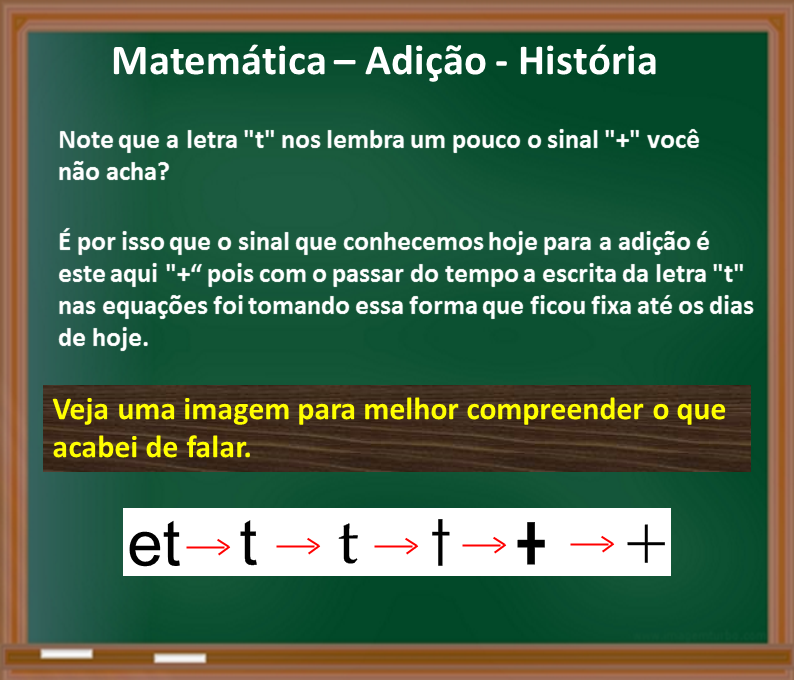 Matemática – Adição - História
Note que a letra "t" nos lembra um pouco o sinal "+" você
não acha?
É por isso que o sinal que conhecemos hoje para a adição é
este aqui "+“ pois com o passar do tempo a escrita da letra "t"
nas equações foi tomando essa forma que ficou fixa até os dias
de hoje.
Veja uma imagem para melhor compreender o que
acabei de falar.
et → t → t → † → + → +